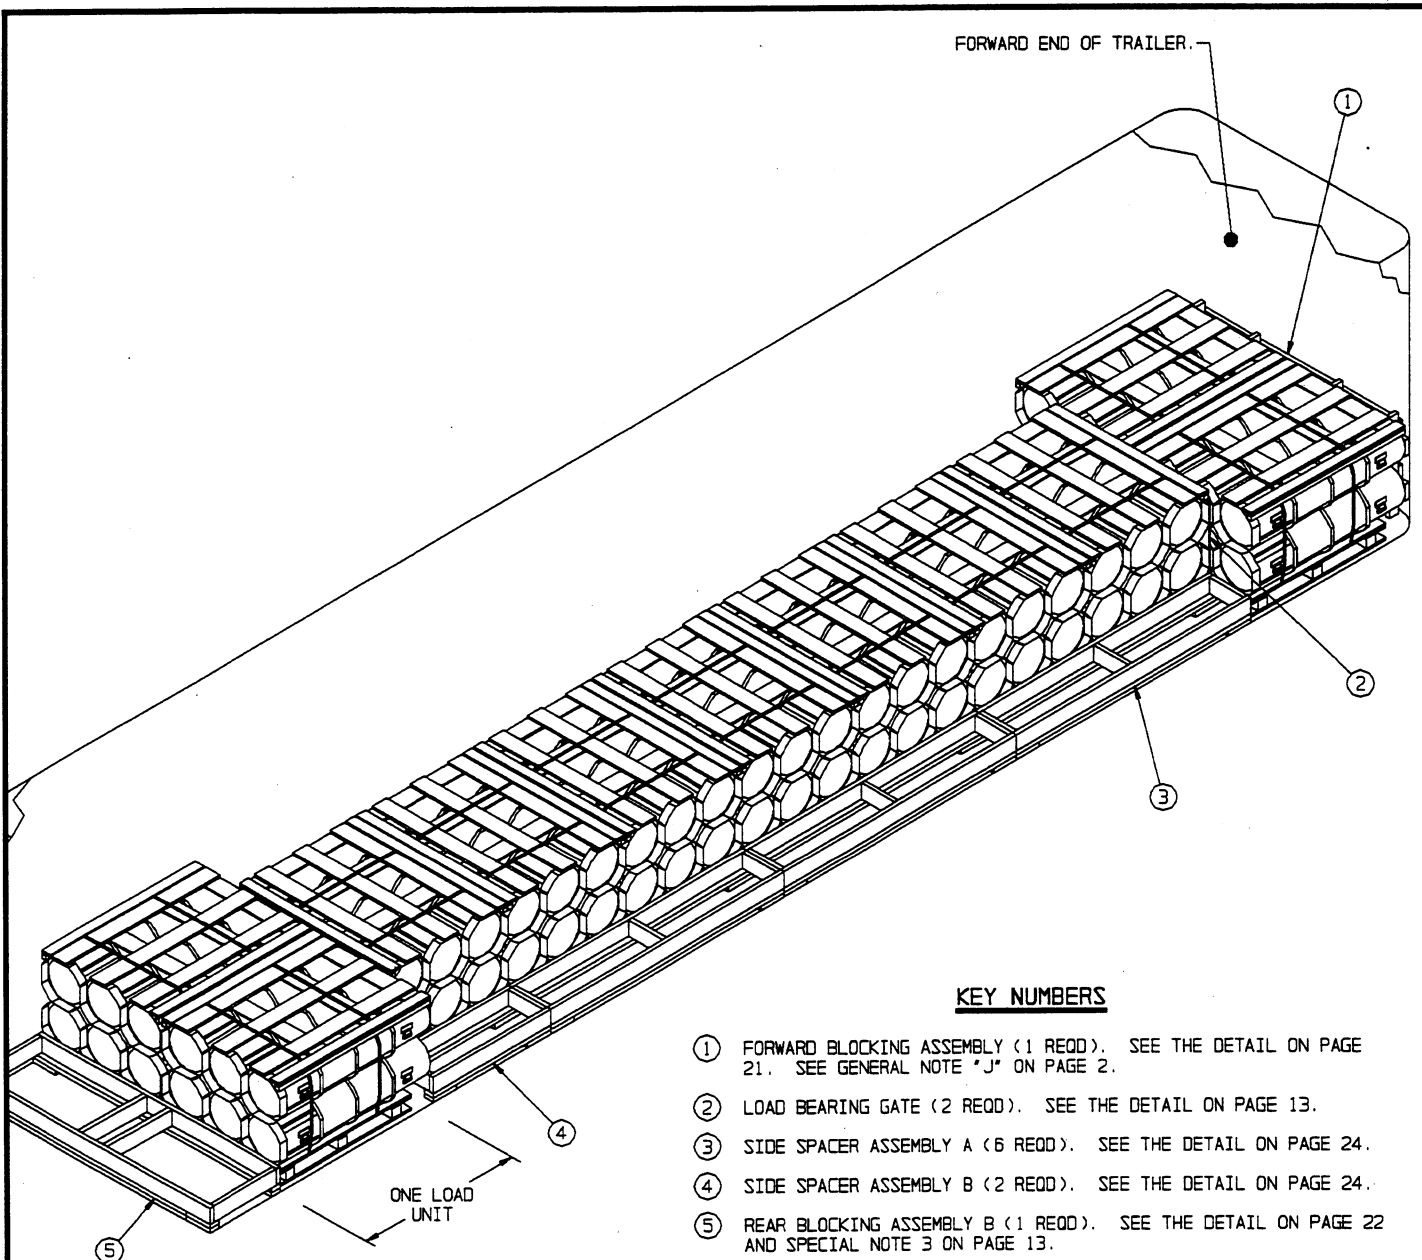 FORWARD END OF TRAILER.
1
2
3
4
ONE LOAD
UNIT
5
KEY NUMBERS
1 FORWARD BLOCKING ASSEMBLY (1 REQD). SEE THE DETAIL ON PAGE
21. SEE GENERAL NOTE "J" ON PAGE 2.
2 LOAD BEARING GATE (2 REQD). SEE THE DETAIL ON PAGE 13.
3 SIDE SPACER ASSEMBLY A (6 REQD). SEE THE DETAIL ON PAGE 24.
4 SIDE SPACER ASSEMBLY B (2 REQD). SEE THE DETAIL ON PAGE 24.
5 REAR BLOCKING ASSEMBLY B (1 REQD). SEE THE DETAIL ON PAGE 22
AND SPECIAL NOTE 3 ON PAGE 13.